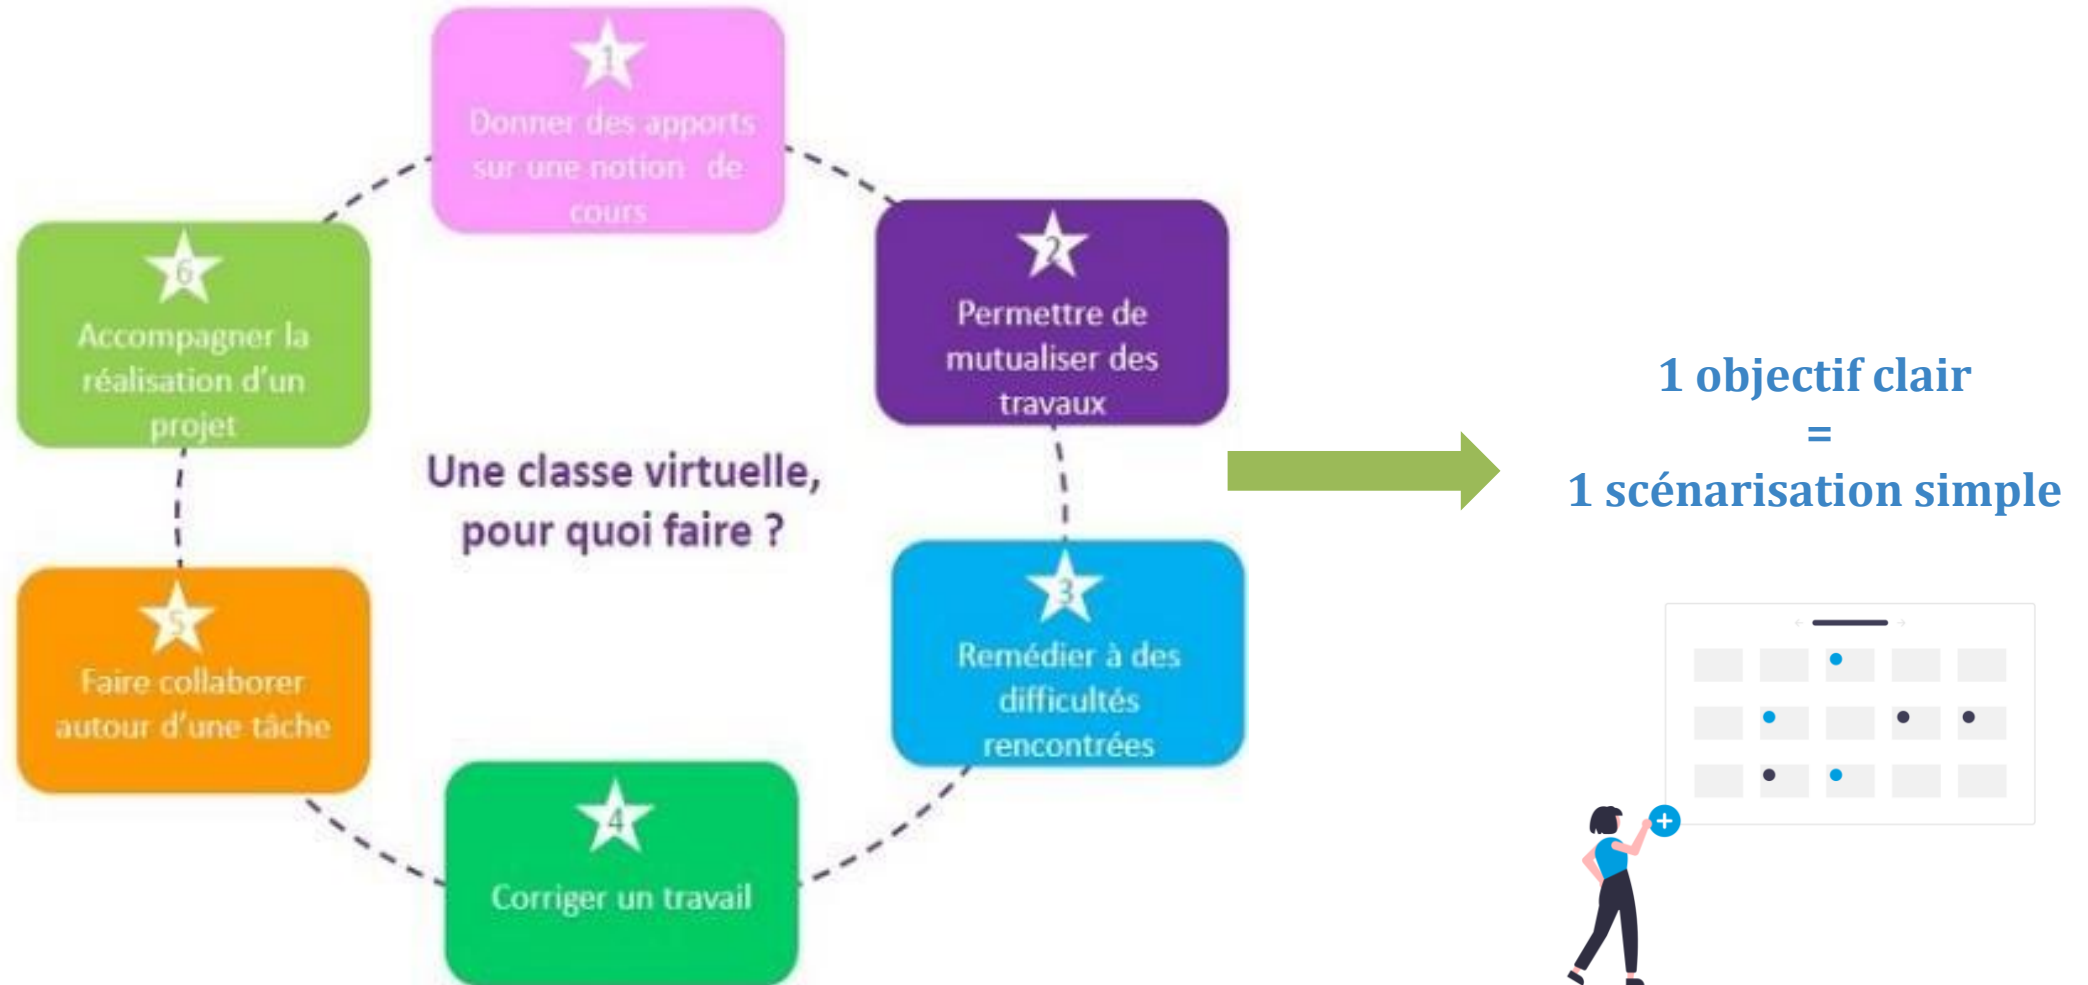 1
Donner des apports
sur une notion de
cours
2
Permettre de
mutualiser des
travaux
3
Remédier à des
difficultés
rencontrées
4
Corriger un travail
5
Faire collaborer
autour d'une tâche
6
Accompagner la
réalisation d'un
projet
Une classe virtuelle,
pour quoi faire ?
1 objectif clair
=
1 scénarisation simple